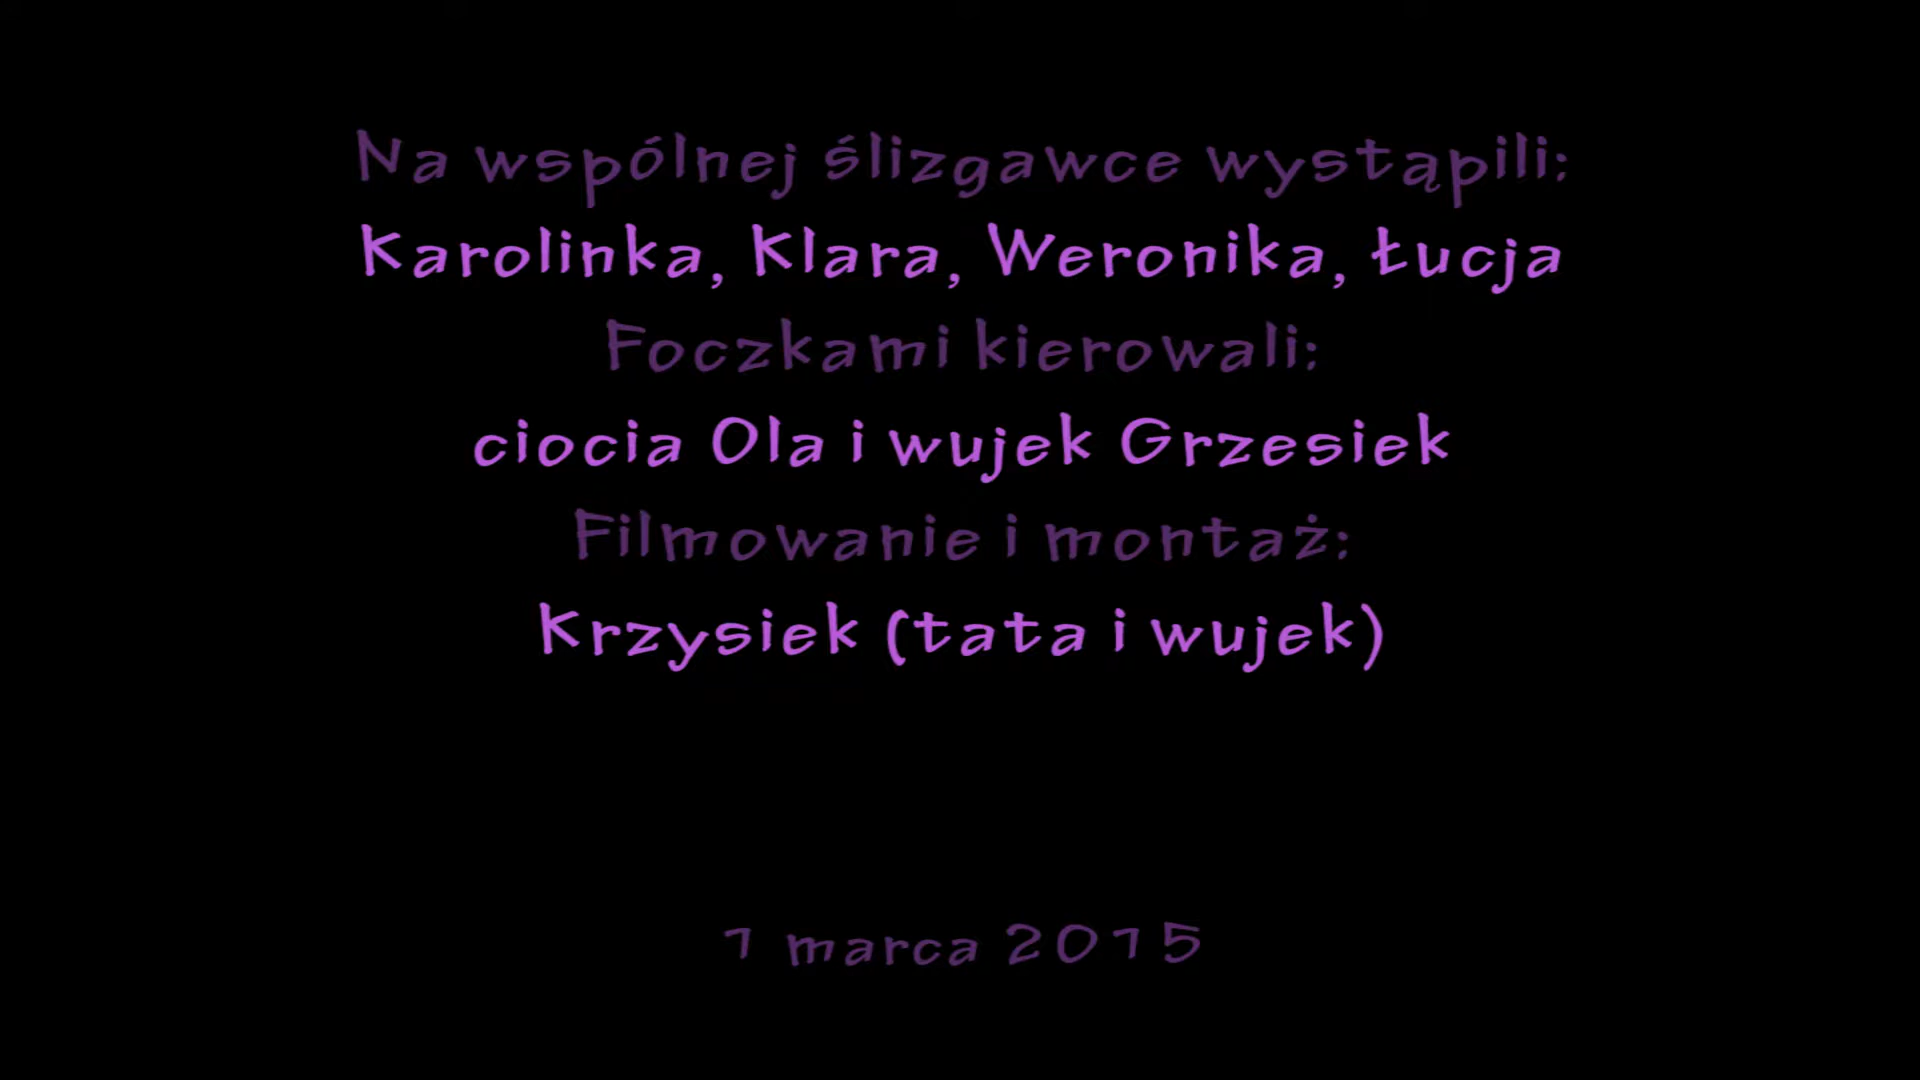 Na wspólnej ślizgawce wystąpili:
Karolinka, Klara, Weronika, Łucja
Foczkami kierowali:
ciocia Ola i wujek Grzesiek
Filmowanie i montaż:
Krzysiek (tata i wujek)
1 marca 2015